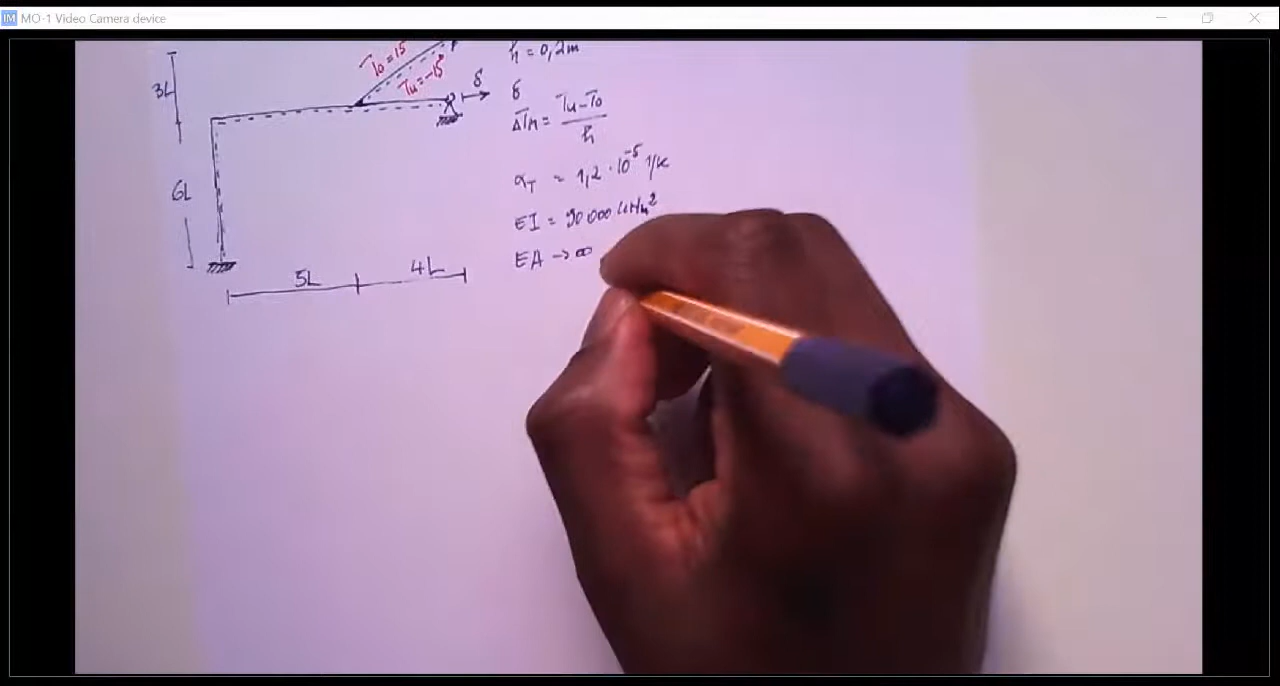 MO-1 Video Camera device
To = 15
Tu = -15°
3L
δ
6L
5L
4L
h = 0,2m
δ
ΔTM = Tu - To
h
αT = 1,2 · 10⁻⁵ 1/K
EI = 90 000 kNm²
EA → ∞